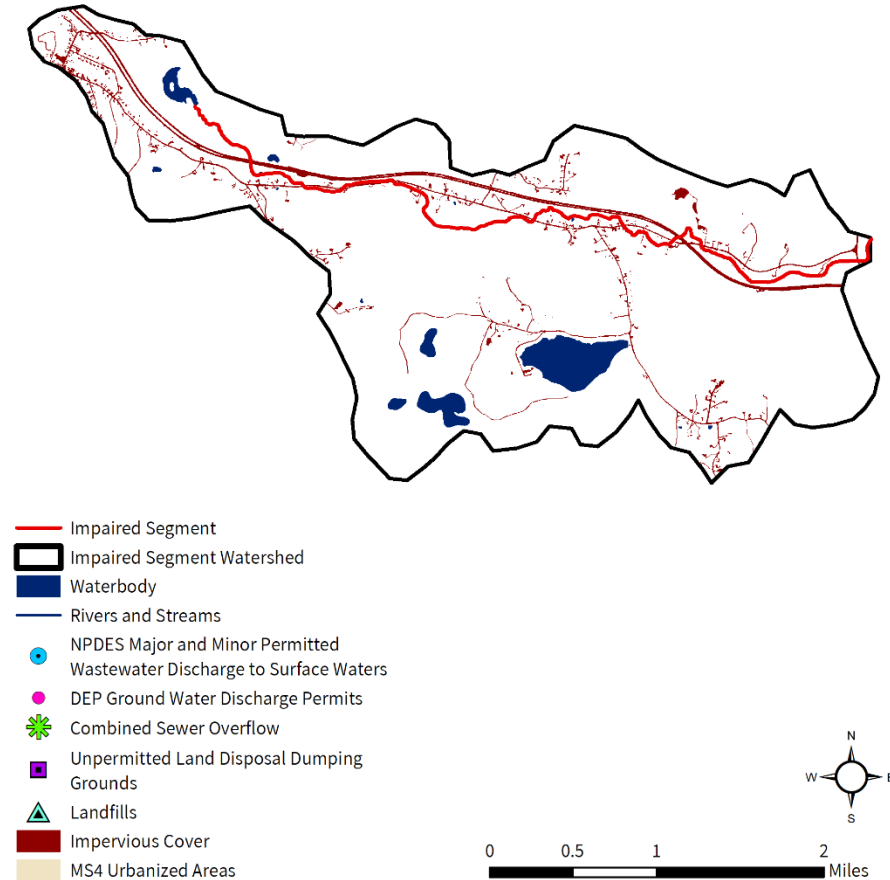 Impaired Segment
Impaired Segment Watershed
Waterbody
Rivers and Streams
NPDES Major and Minor Permitted
Wastewater Discharge to Surface Waters
DEP Ground Water Discharge Permits
Combined Sewer Overflow
Unpermitted Land Disposal Dumping
Grounds
Landfills
Impervious Cover
MS4 Urbanized Areas
N
W E
S
0 0.5 1 2
Miles